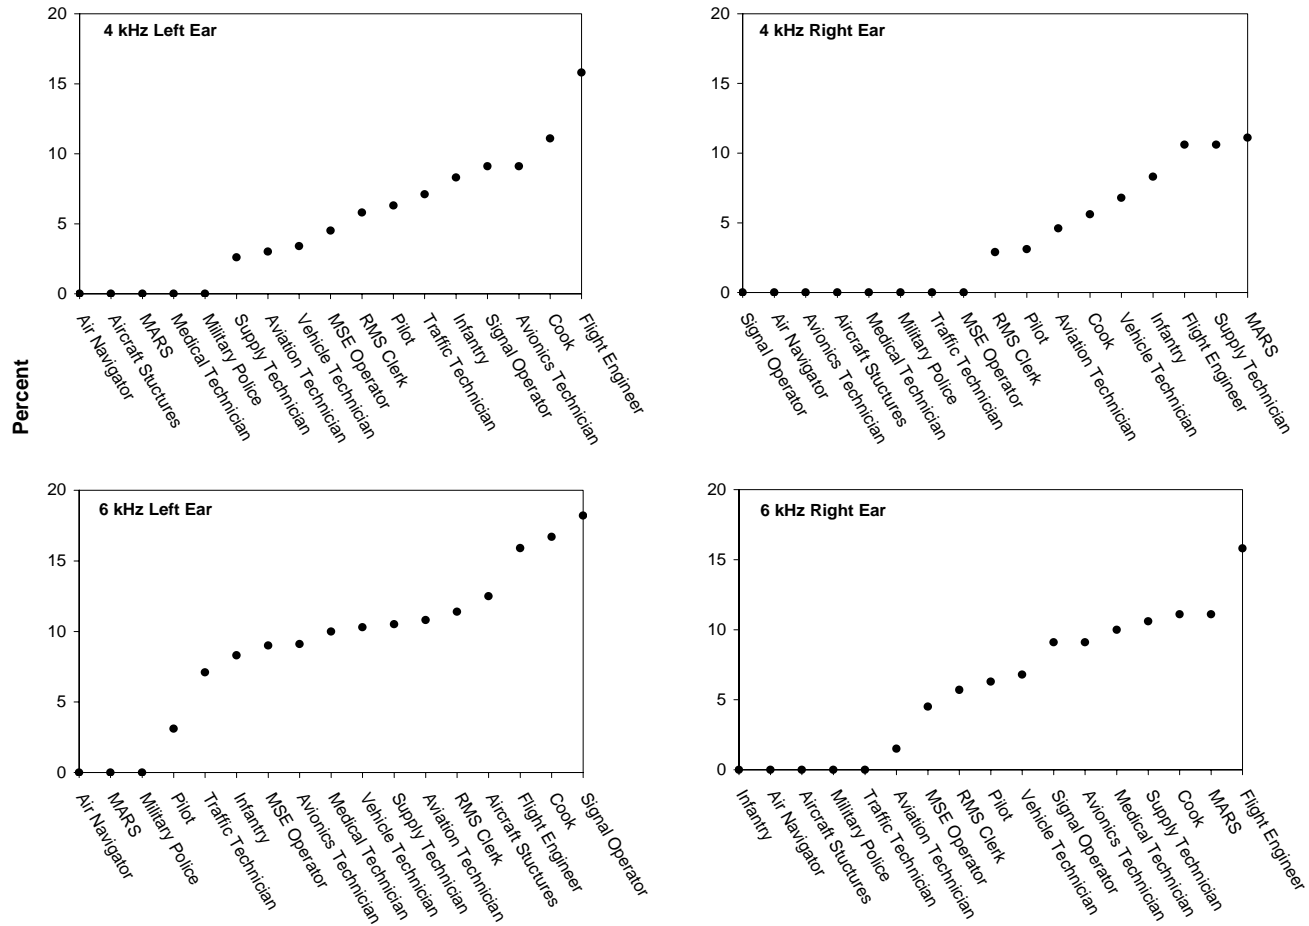 Percent
4 kHz Left Ear
20
15
10
5
0
Air Navigator
Aircraft Stuctures
MARS
Medical Technician
Military Police
Supply Technician
Aviation Technician
Vehicle Technician
MSE Operator
RMS Clerk
Pilot
Traffic Technician
Infantry
Signal Operator
Avionics Technician
Cook
Flight Engineer
4 kHz Right Ear
20
15
10
5
0
Signal Operator
Air Navigator
Avionics Technician
Aircraft Stuctures
Medical Technician
Military Police
Traffic Technician
MSE Operator
RMS Clerk
Pilot
Aviation Technician
Cook
Vehicle Technician
Infantry
Flight Engineer
Supply Technician
MARS
6 kHz Left Ear
20
15
10
5
0
Air Navigator
MARS
Military Police
Pilot
Traffic Technician
Infantry
MSE Operator
Avionics Technician
Medical Technician
Vehicle Technician
Supply Technician
Aviation Technician
RMS Clerk
Aircraft Stuctures
Flight Engineer
Cook
Signal Operator
6 kHz Right Ear
20
15
10
5
0
Infantry
Air Navigator
Aircraft Stuctures
Military Police
Traffic Technician
Aviation Technician
MSE Operator
RMS Clerk
Pilot
Vehicle Technician
Signal Operator
Avionics Technician
Medical Technician
Supply Technician
Cook
MARS
Flight Engineer